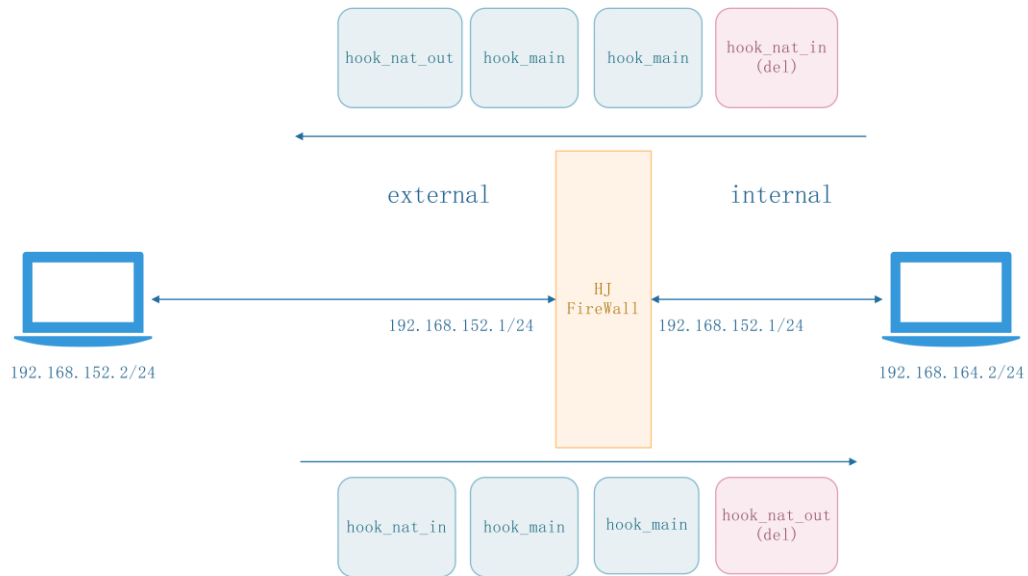 hook_nat_out
hook_main
hook_main
hook_nat_in
(del)
external
internal
HJ
FireWall
192.168.152.1/24
192.168.152.1/24
192.168.152.2/24
192.168.164.2/24
hook_nat_in
hook_main
hook_main
hook_nat_out
(del)